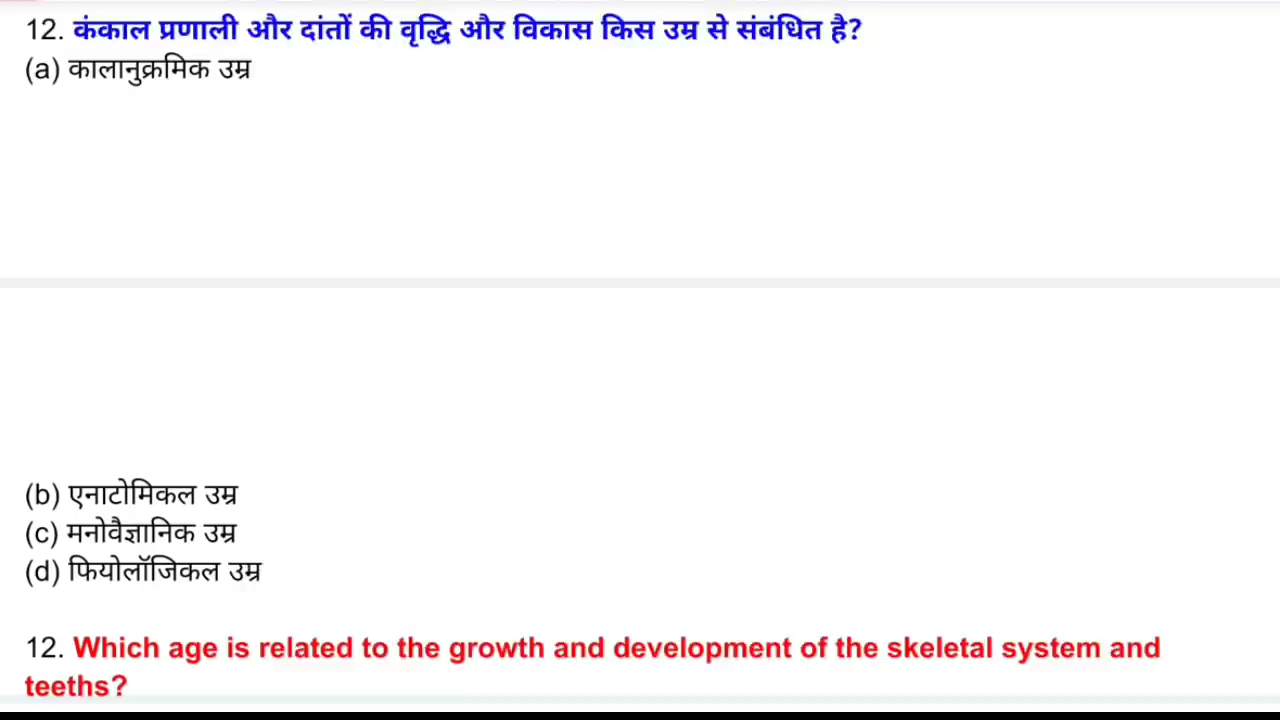 12. कंकाल प्रणाली और दांतों की वृद्धि और विकास किस उम्र से संबंधित है?
(a) कालानुक्रमिक उम्र
(b) एनाटोमिकल उम्र
(c) मनोवैज्ञानिक उम्र
(d) फियोलॉजिकल उम्र
12. Which age is related to the growth and development of the skeletal system and
teeths?